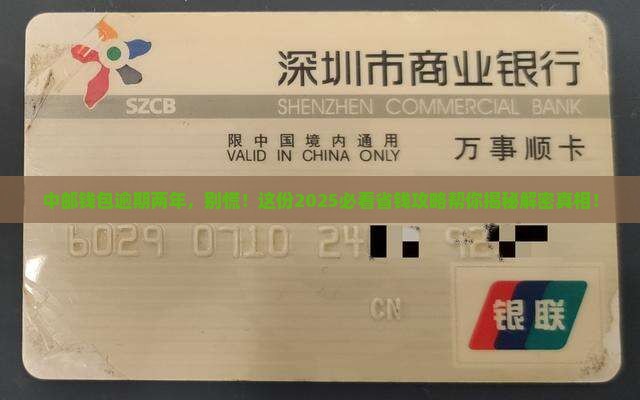 深圳市商业银行
SZCB SHENZHEN COMMERCIAL BANK
限中国境内通用
VALID IN CHINA ONLY
万事顺卡
中邮钱包逾期两年，别慌！这份2025必看省钱攻略帮你揭秘解密真相！
6029 0710 24 92
CN
银联